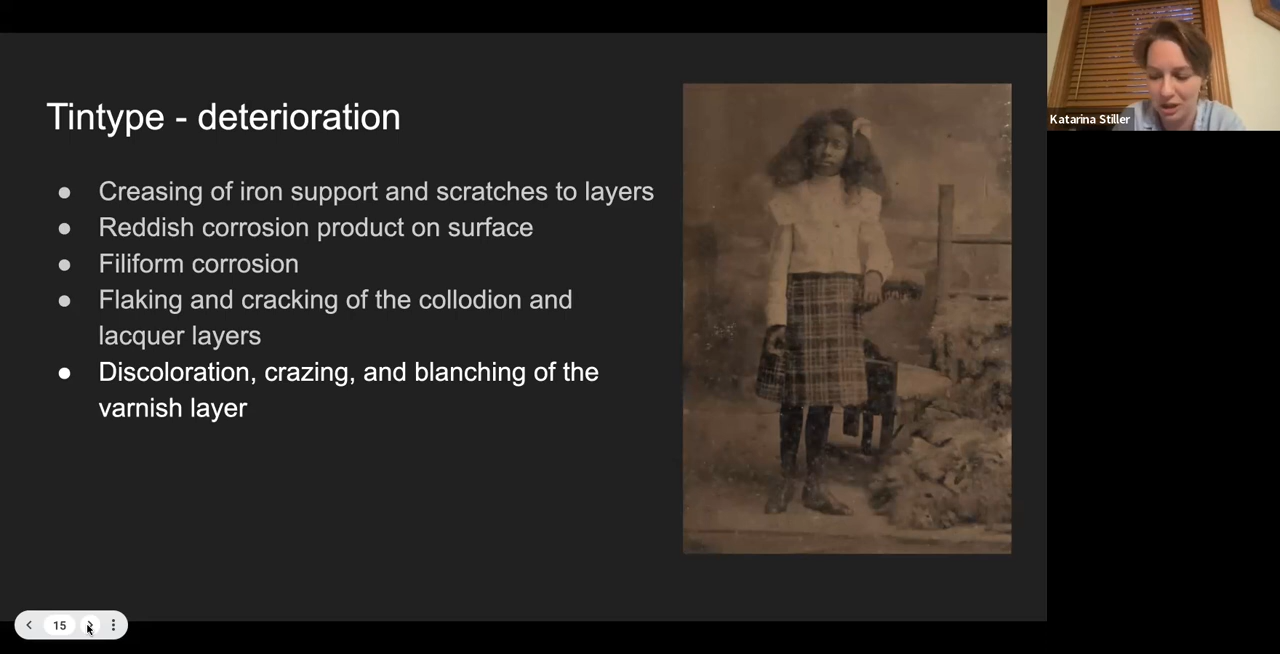 Tintype - deterioration
● Creasing of iron support and scratches to layers
● Reddish corrosion product on surface
● Filiform corrosion
● Flaking and cracking of the collodion and
lacquer layers
● Discoloration, crazing, and blanching of the
varnish layer
Katarina Stiller
15